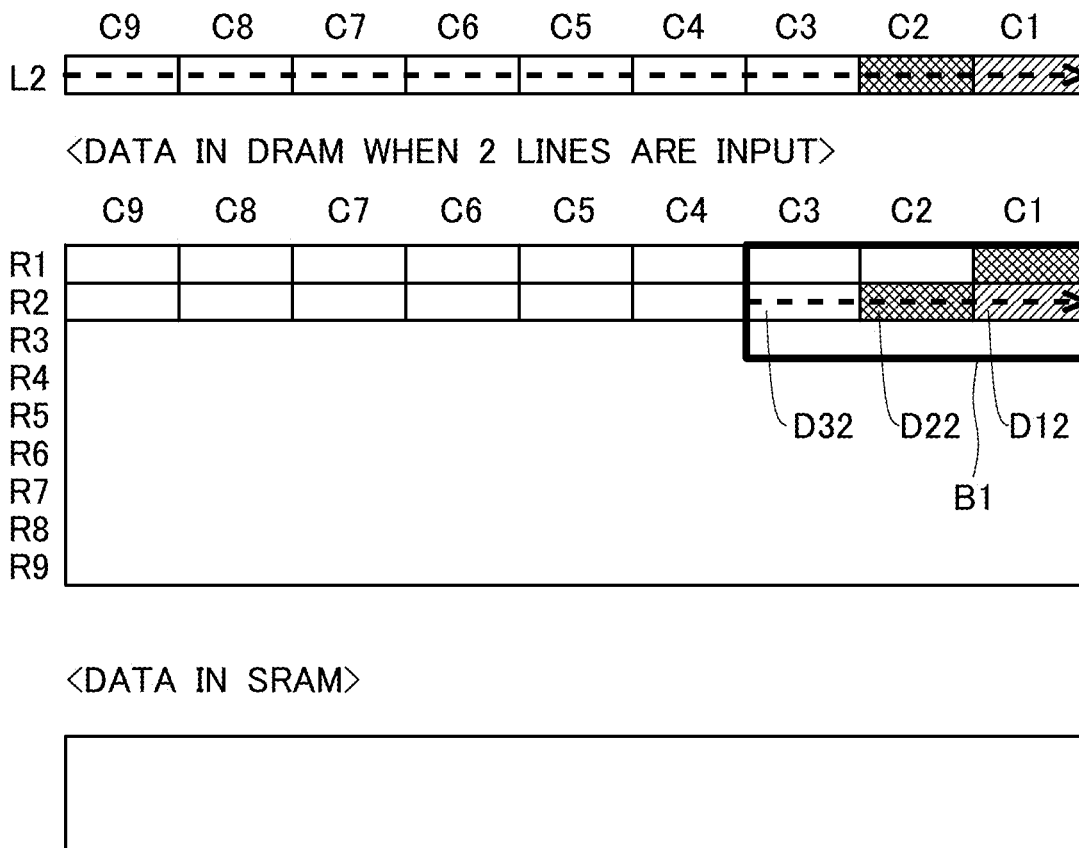 C9 C8 C7 C6 C5 C4 C3 C2 C1
L2
<DATA IN DRAM WHEN 2 LINES ARE INPUT>
C9 C8 C7 C6 C5 C4 C3 C2 C1
R1
R2
R3
R4
R5
D32 D22 D12
R6
R7
B1
R8
R9
<DATA IN SRAM>